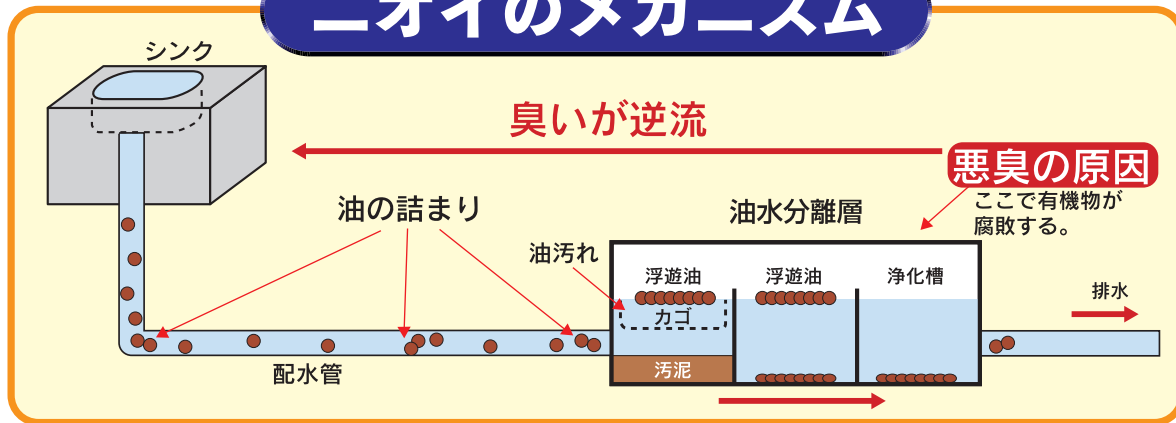 ニオイのメカニズム
シンク
臭いが逆流
悪臭の原因
ここで有機物が
腐敗する。
油の詰まり
油水分離層
油汚れ
浮遊油
浮遊油
浄化槽
カゴ
排水
汚泥
配水管